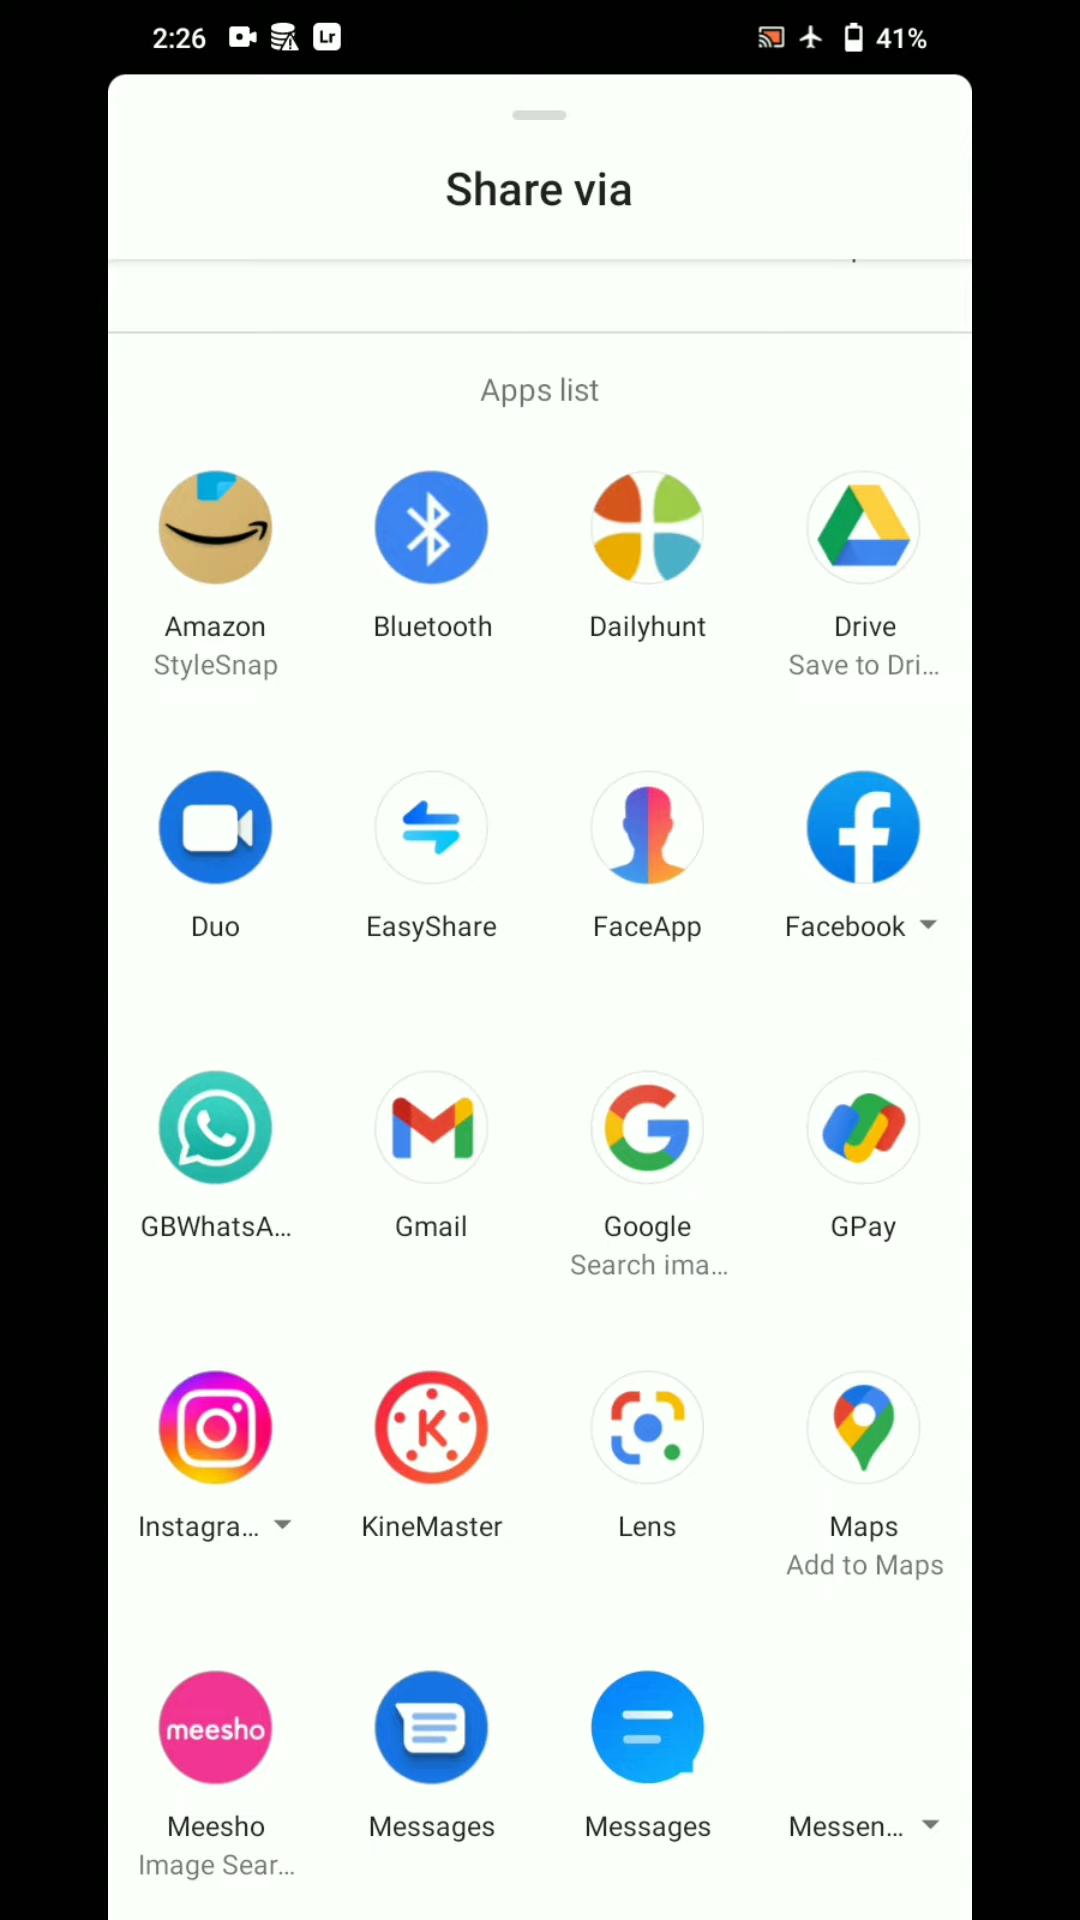 2:26 Lr 41%
Share via
Apps list
Amazon Bluetooth Dailyhunt Drive
StyleSnap Save to Dri...
Duo EasyShare FaceApp Facebook
GBWhatsA... Gmail Google GPay
Search ima...
K
Instagra... KineMaster Lens Maps
Add to Maps
meesho
Meesho Messages Messages Messen...
Image Sear...